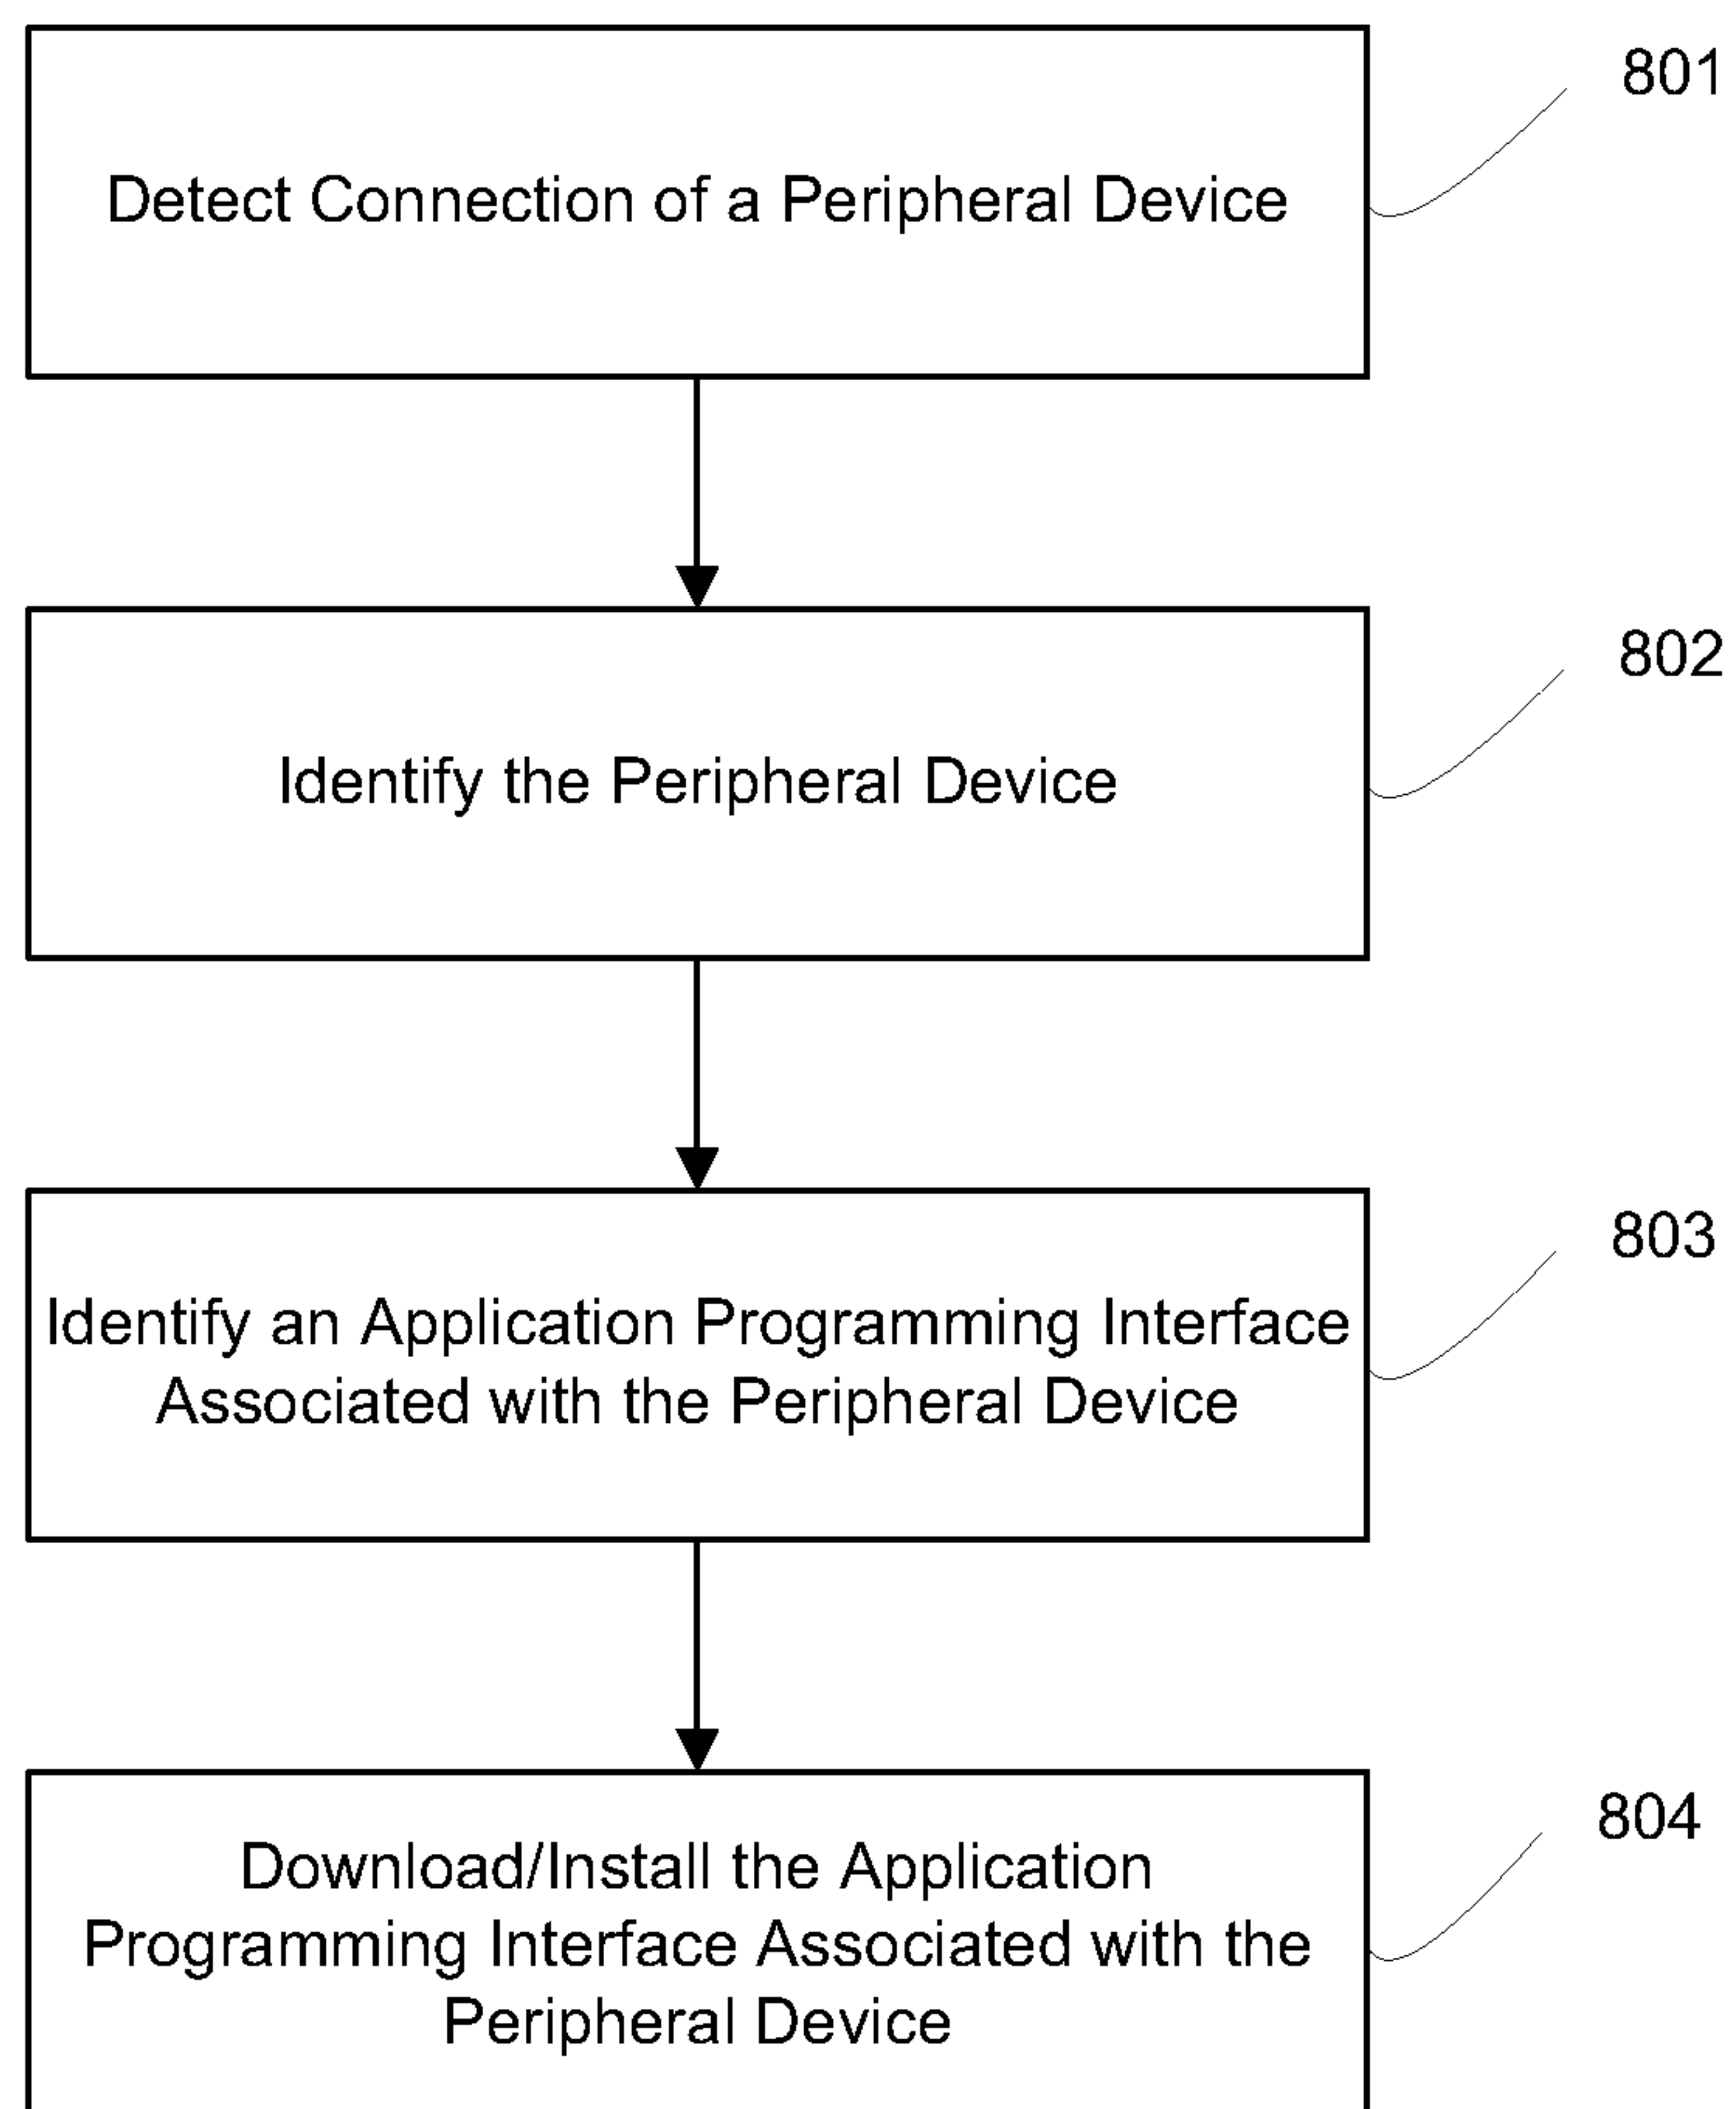 801
Detect Connection of a Peripheral Device
802
Identify the Peripheral Device
803
Identify an Application Programming Interface
Associated with the Peripheral Device
804
Download/Install the Application
Programming Interface Associated with the
Peripheral Device